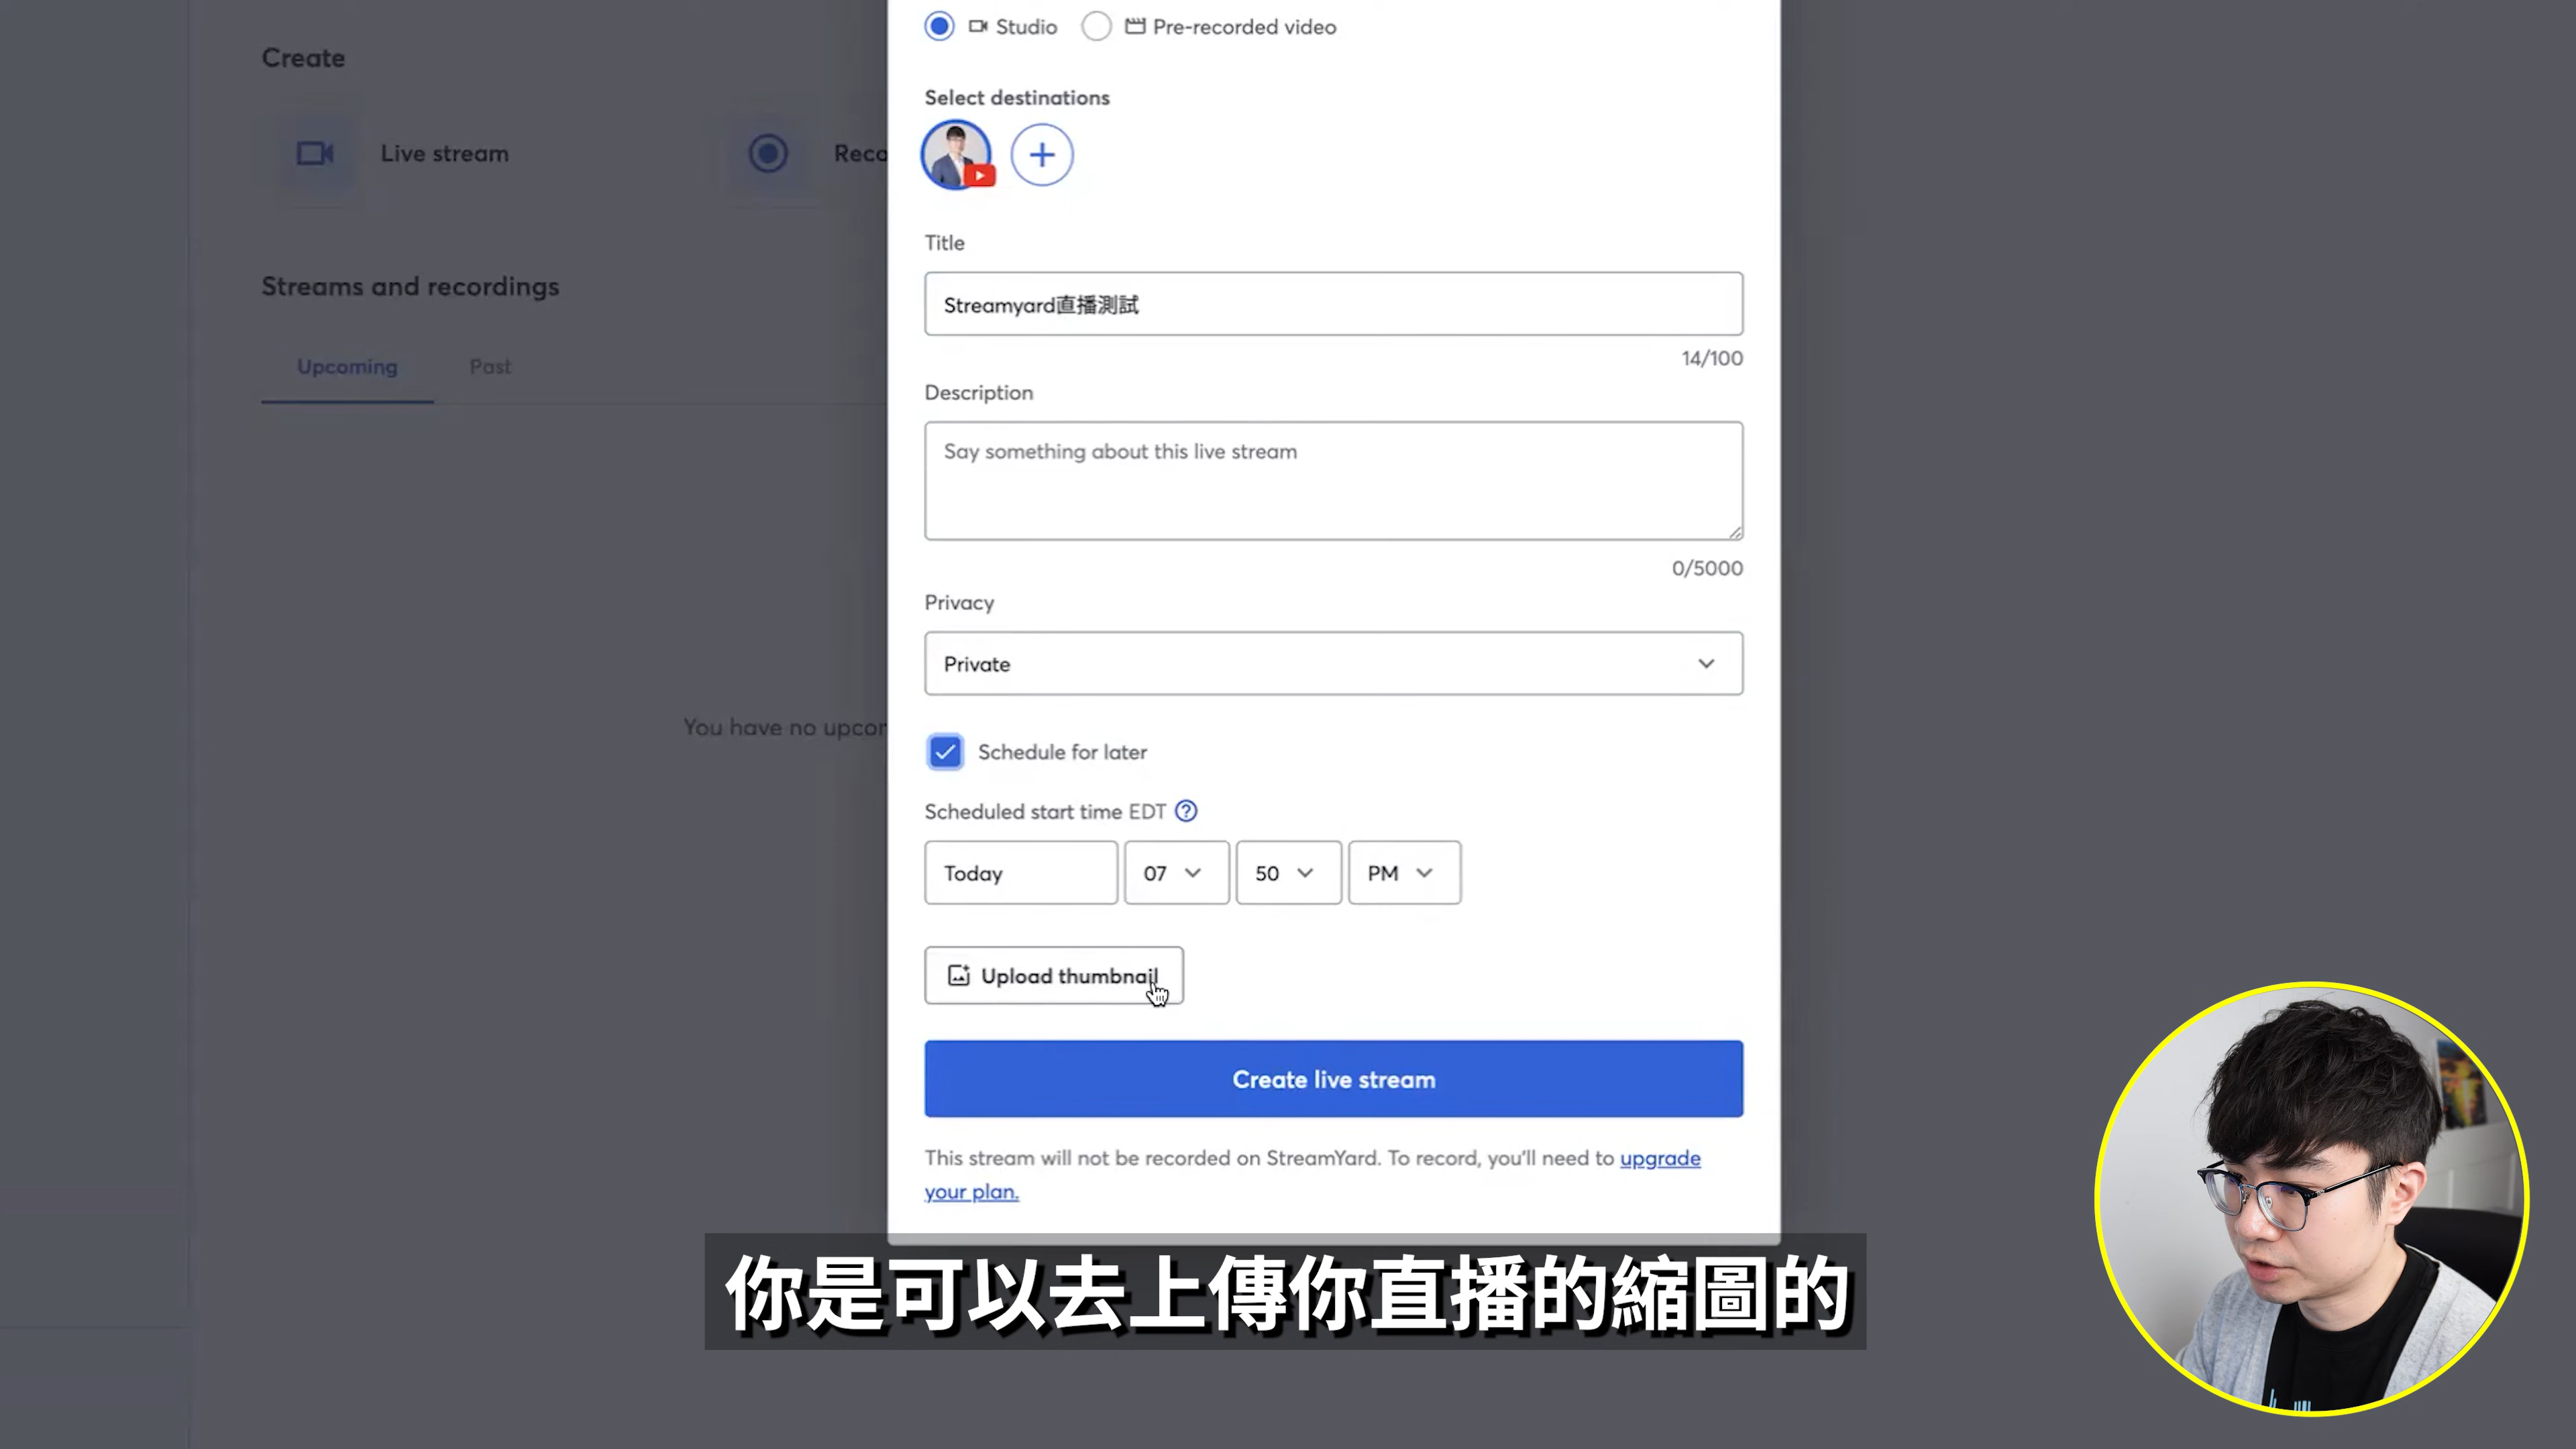 Studio
Pre-recorded video
Create
Select destinations
Live stream
Reco
Title
Streams and recordings
Streamyard直播測試
14/100
Upcoming
Past
Description
Say something about this live stream
0/5000
Privacy
Private
You have no upcom
Schedule for later
Scheduled start time EDT
Today
07
50
PM
Upload thumbnail
Create live stream
This stream will not be recorded on StreamYard. To record, you'll need to upgrade
your plan.
你是可以去上傳你直播的縮圖的